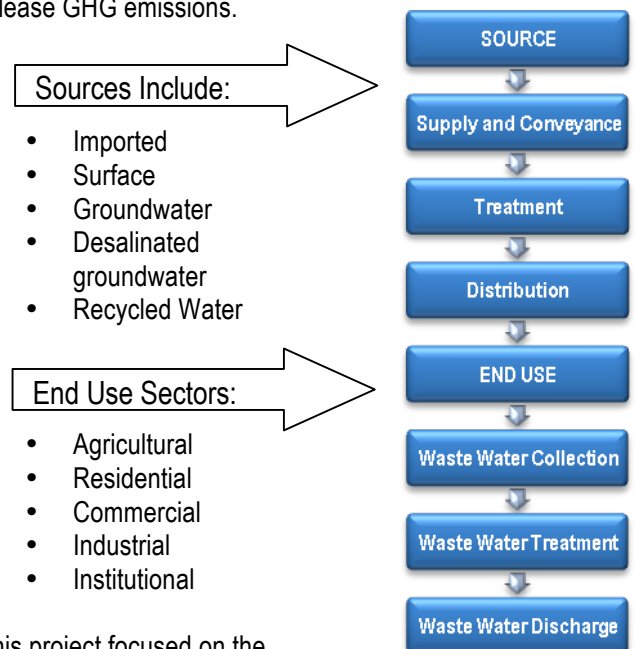 lease GHG emissions.
Sources Include:
• Imported
• Surface
• Groundwater
• Desalinated
groundwater
• Recycled Water
End Use Sectors:
• Agricultural
• Residential
• Commercial
• Industrial
• Institutional
his project focused on the
SOURCE
Supply and Conveyance
Treatment
Distribution
END USE
Waste Water Collection
Waste Water Treatment
Waste Water Discharge